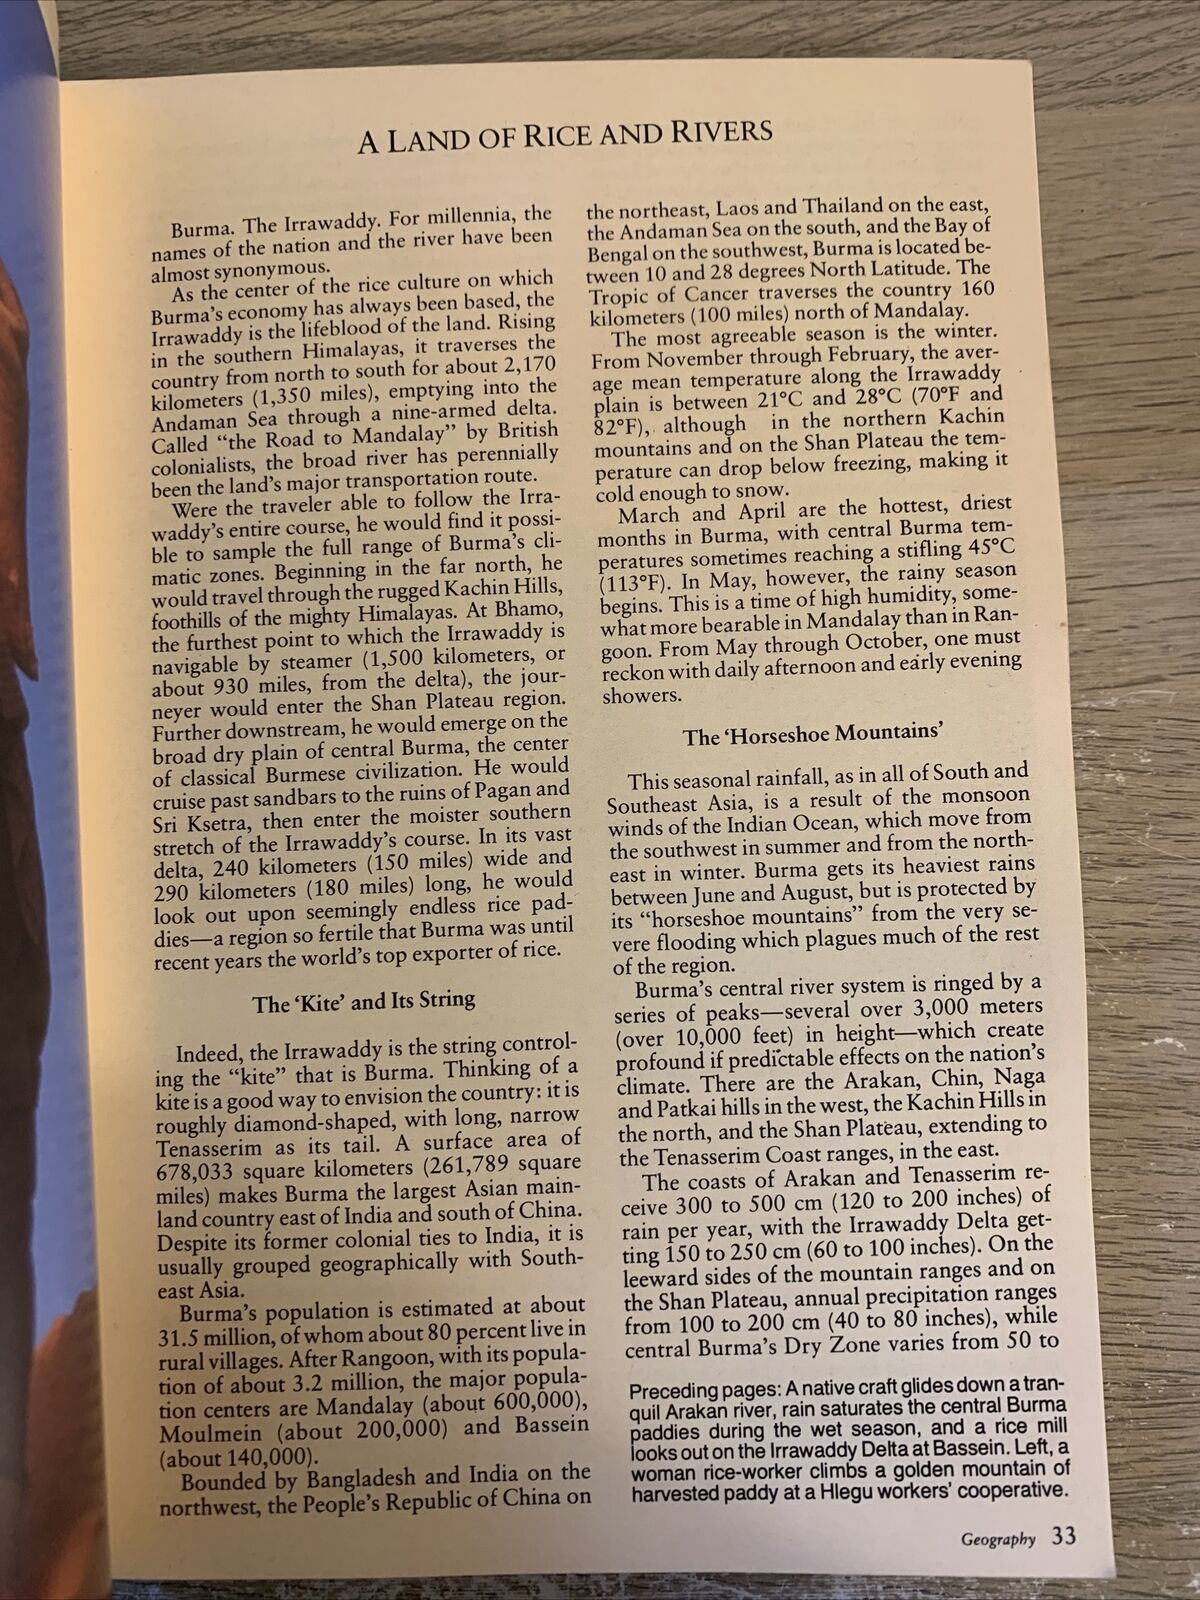 A LAND OF RICE AND RIVERS
Burma. The Irrawaddy. For millennia, the
names of the nation and the river have been
almost synonymous.
As the center of the rice culture on which
Burma's economy has always been based, the
Irrawaddy is the lifeblood of the land. Rising
in the southern Himalayas, it traverses the
country from north to south for about 2,170
kilometers (1,350 miles), emptying into the
Andaman Sea through a nine-armed delta.
Called "the Road to Mandalay" by British
colonialists, the broad river has perennially
been the land's major transportation route.
Were the traveler able to follow the Irra-
waddy's entire course, he would find it possi-
ble to sample the full range of Burma's cli-
matic zones. Beginning in the far north, he
would travel through the rugged Kachin Hills,
foothills of the mighty Himalayas. At Bhamo,
the furthest point to which the Irrawaddy is
navigable by steamer (1,500 kilometers, or
about 930 miles, from the delta), the jour-
neyer would enter the Shan Plateau region.
Further downstream, he would emerge on the
broad dry plain of central Burma, the center
of classical Burmese civilization. He would
cruise past sandbars to the ruins of Pagan and
Sri Ksetra, then enter the moister southern
stretch of the Irrawaddy's course. In its vast
delta, 240 kilometers (150 miles) wide and
290 kilometers (180 miles) long, he would
look out upon seemingly endless rice pad-
dies—a region so fertile that Burma was until
recent years the world's top exporter of rice.
The 'Kite' and Its String
Indeed, the Irrawaddy is the string control-
ing the "kite" that is Burma. Thinking of a
kite is a good way to envision the country: it is
roughly diamond-shaped, with long, narrow
Tenasserim as its tail. A surface area of
678,033 square kilometers (261,789 square
miles) makes Burma the largest Asian main-
land country east of India and south of China.
Despite its former colonial ties to India, it is
usually grouped geographically with South-
east Asia.
Burma's population is estimated at about
31.5 million, of whom about 80 percent live in
rural villages. After Rangoon, with its popula-
tion of about 3.2 million, the major popula-
tion centers are Mandalay (about 600,000),
Moulmein (about 200,000) and Bassein
(about 140,000).
Bounded by Bangladesh and India on the
northwest, the People's Republic of China on
the northeast, Laos and Thailand on the east,
the Andaman Sea on the south, and the Bay of
Bengal on the southwest, Burma is located be-
tween 10 and 28 degrees North Latitude. The
Tropic of Cancer traverses the country 160
kilometers (100 miles) north of Mandalay.
The most agreeable season is the winter.
From November through February, the aver-
age mean temperature along the Irrawaddy
plain is between 21°C and 28°C (70°F and
82°F), although in the northern Kachin
mountains and on the Shan Plateau the tem-
perature can drop below freezing, making it
cold enough to snow.
March and April are the hottest, driest
months in Burma, with central Burma tem-
peratures sometimes reaching a stifling 45°C
(113°F). In May, however, the rainy season
begins. This is a time of high humidity, some-
what more bearable in Mandalay than in Ran-
goon. From May through October, one must
reckon with daily afternoon and early evening
showers.
The 'Horseshoe Mountains'
This seasonal rainfall, as in all of South and
Southeast Asia, is a result of the monsoon
winds of the Indian Ocean, which move from
the southwest in summer and from the north-
east in winter. Burma gets its heaviest rains
between June and August, but is protected by
its "horseshoe mountains" from the very se-
vere flooding which plagues much of the rest
of the region.
Burma's central river system is ringed by a
series of peaks—several over 3,000 meters
(over 10,000 feet) in height—which create
profound if predictable effects on the nation's
climate. There are the Arakan, Chin, Naga
and Patkai hills in the west, the Kachin Hills in
the north, and the Shan Plateau, extending to
the Tenasserim Coast ranges, in the east.
The coasts of Arakan and Tenasserim re-
ceive 300 to 500 cm (120 to 200 inches) of
rain per year, with the Irrawaddy Delta get-
ting 150 to 250 cm (60 to 100 inches). On the
leeward sides of the mountain ranges and on
the Shan Plateau, annual precipitation ranges
from 100 to 200 cm (40 to 80 inches), while
central Burma's Dry Zone varies from 50 to
Preceding pages: A native craft glides down a tran-
quil Arakan river, rain saturates the central Burma
paddies during the wet season, and a rice mill
looks out on the Irrawaddy Delta at Bassein. Left, a
woman rice-worker climbs a golden mountain of
harvested paddy at a Hlegu workers' cooperative.
Geography 33